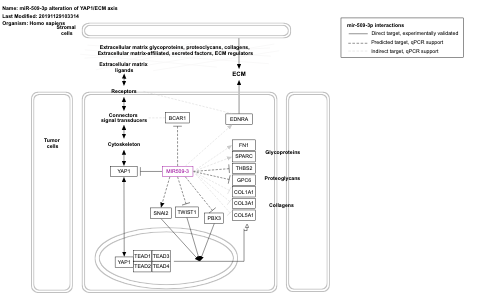 Name: miR-509-3p alteration of YAP1/ECM axis
Last Modified: 20191129103314
Organism: Homo sapiens
Stromal
cells
mir-509-3p interactions
Direct target, experimentally validated
Predicted target, qPCR support
Indirect target, qPCR support
Extracellular matrix glycoproteins, proteoclycans, collagens,
Extracellular matrix-affiliated, secreted factors, ECM regulators
Extracellular matrix
ligands
ECM
Receptors
Connectors
signal transducers
BCAR1
EDNRA
Tumor
cells
Cytoskeleton
FN1
Glycoproteins
SPARC
YAP1
MIR509-3
THBS2
GPC6
Proteoglycans
COL1A1
COL3A1
Collagens
COL5A1
SNAI2
TWIST1
PBX3
YAP1
TEAD1
TEAD3
TEAD2
TEAD4